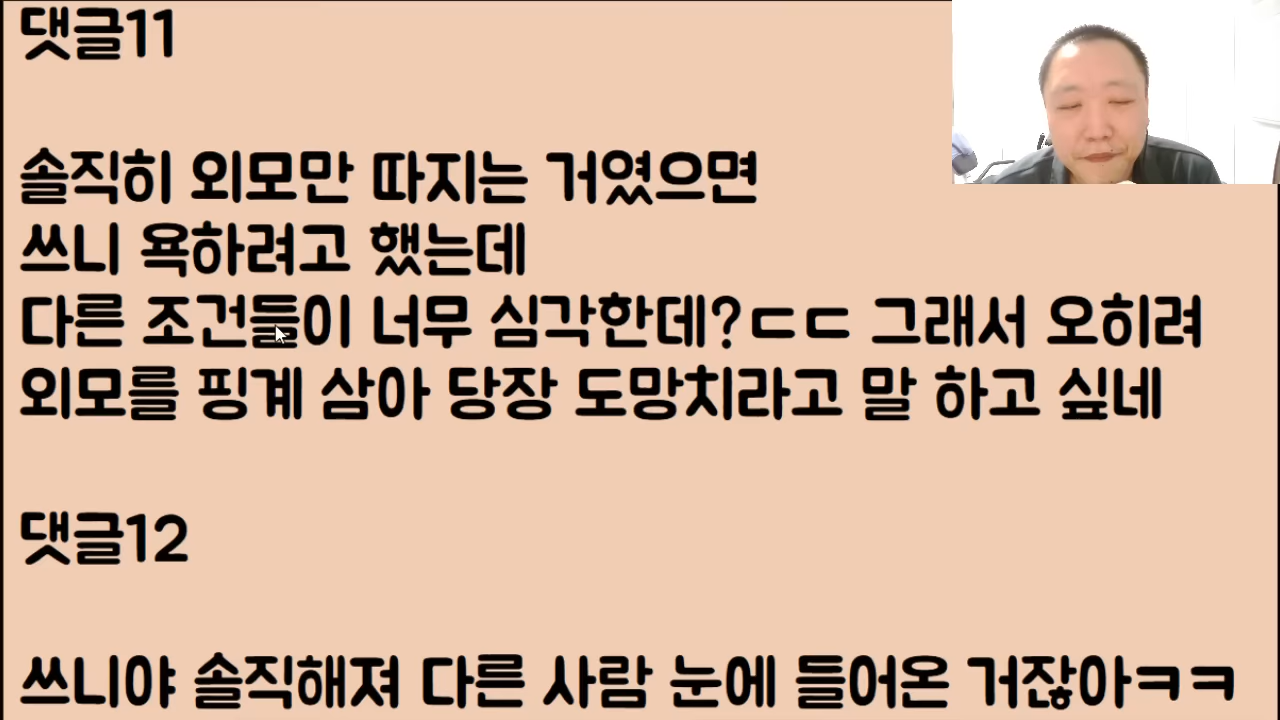 댓글11
솔직히 외모만 따지는 거였으면
쓰니 욕하려고 했는데
다른 조건들이 너무 심각한데?ㄷㄷ 그래서 오히려
외모를 핑계 삼아 당장 도망치라고 말 하고 싶네
댓글12
쓰니야 솔직해져 다른 사람 눈에 들어온 거잖아ㅋㅋ